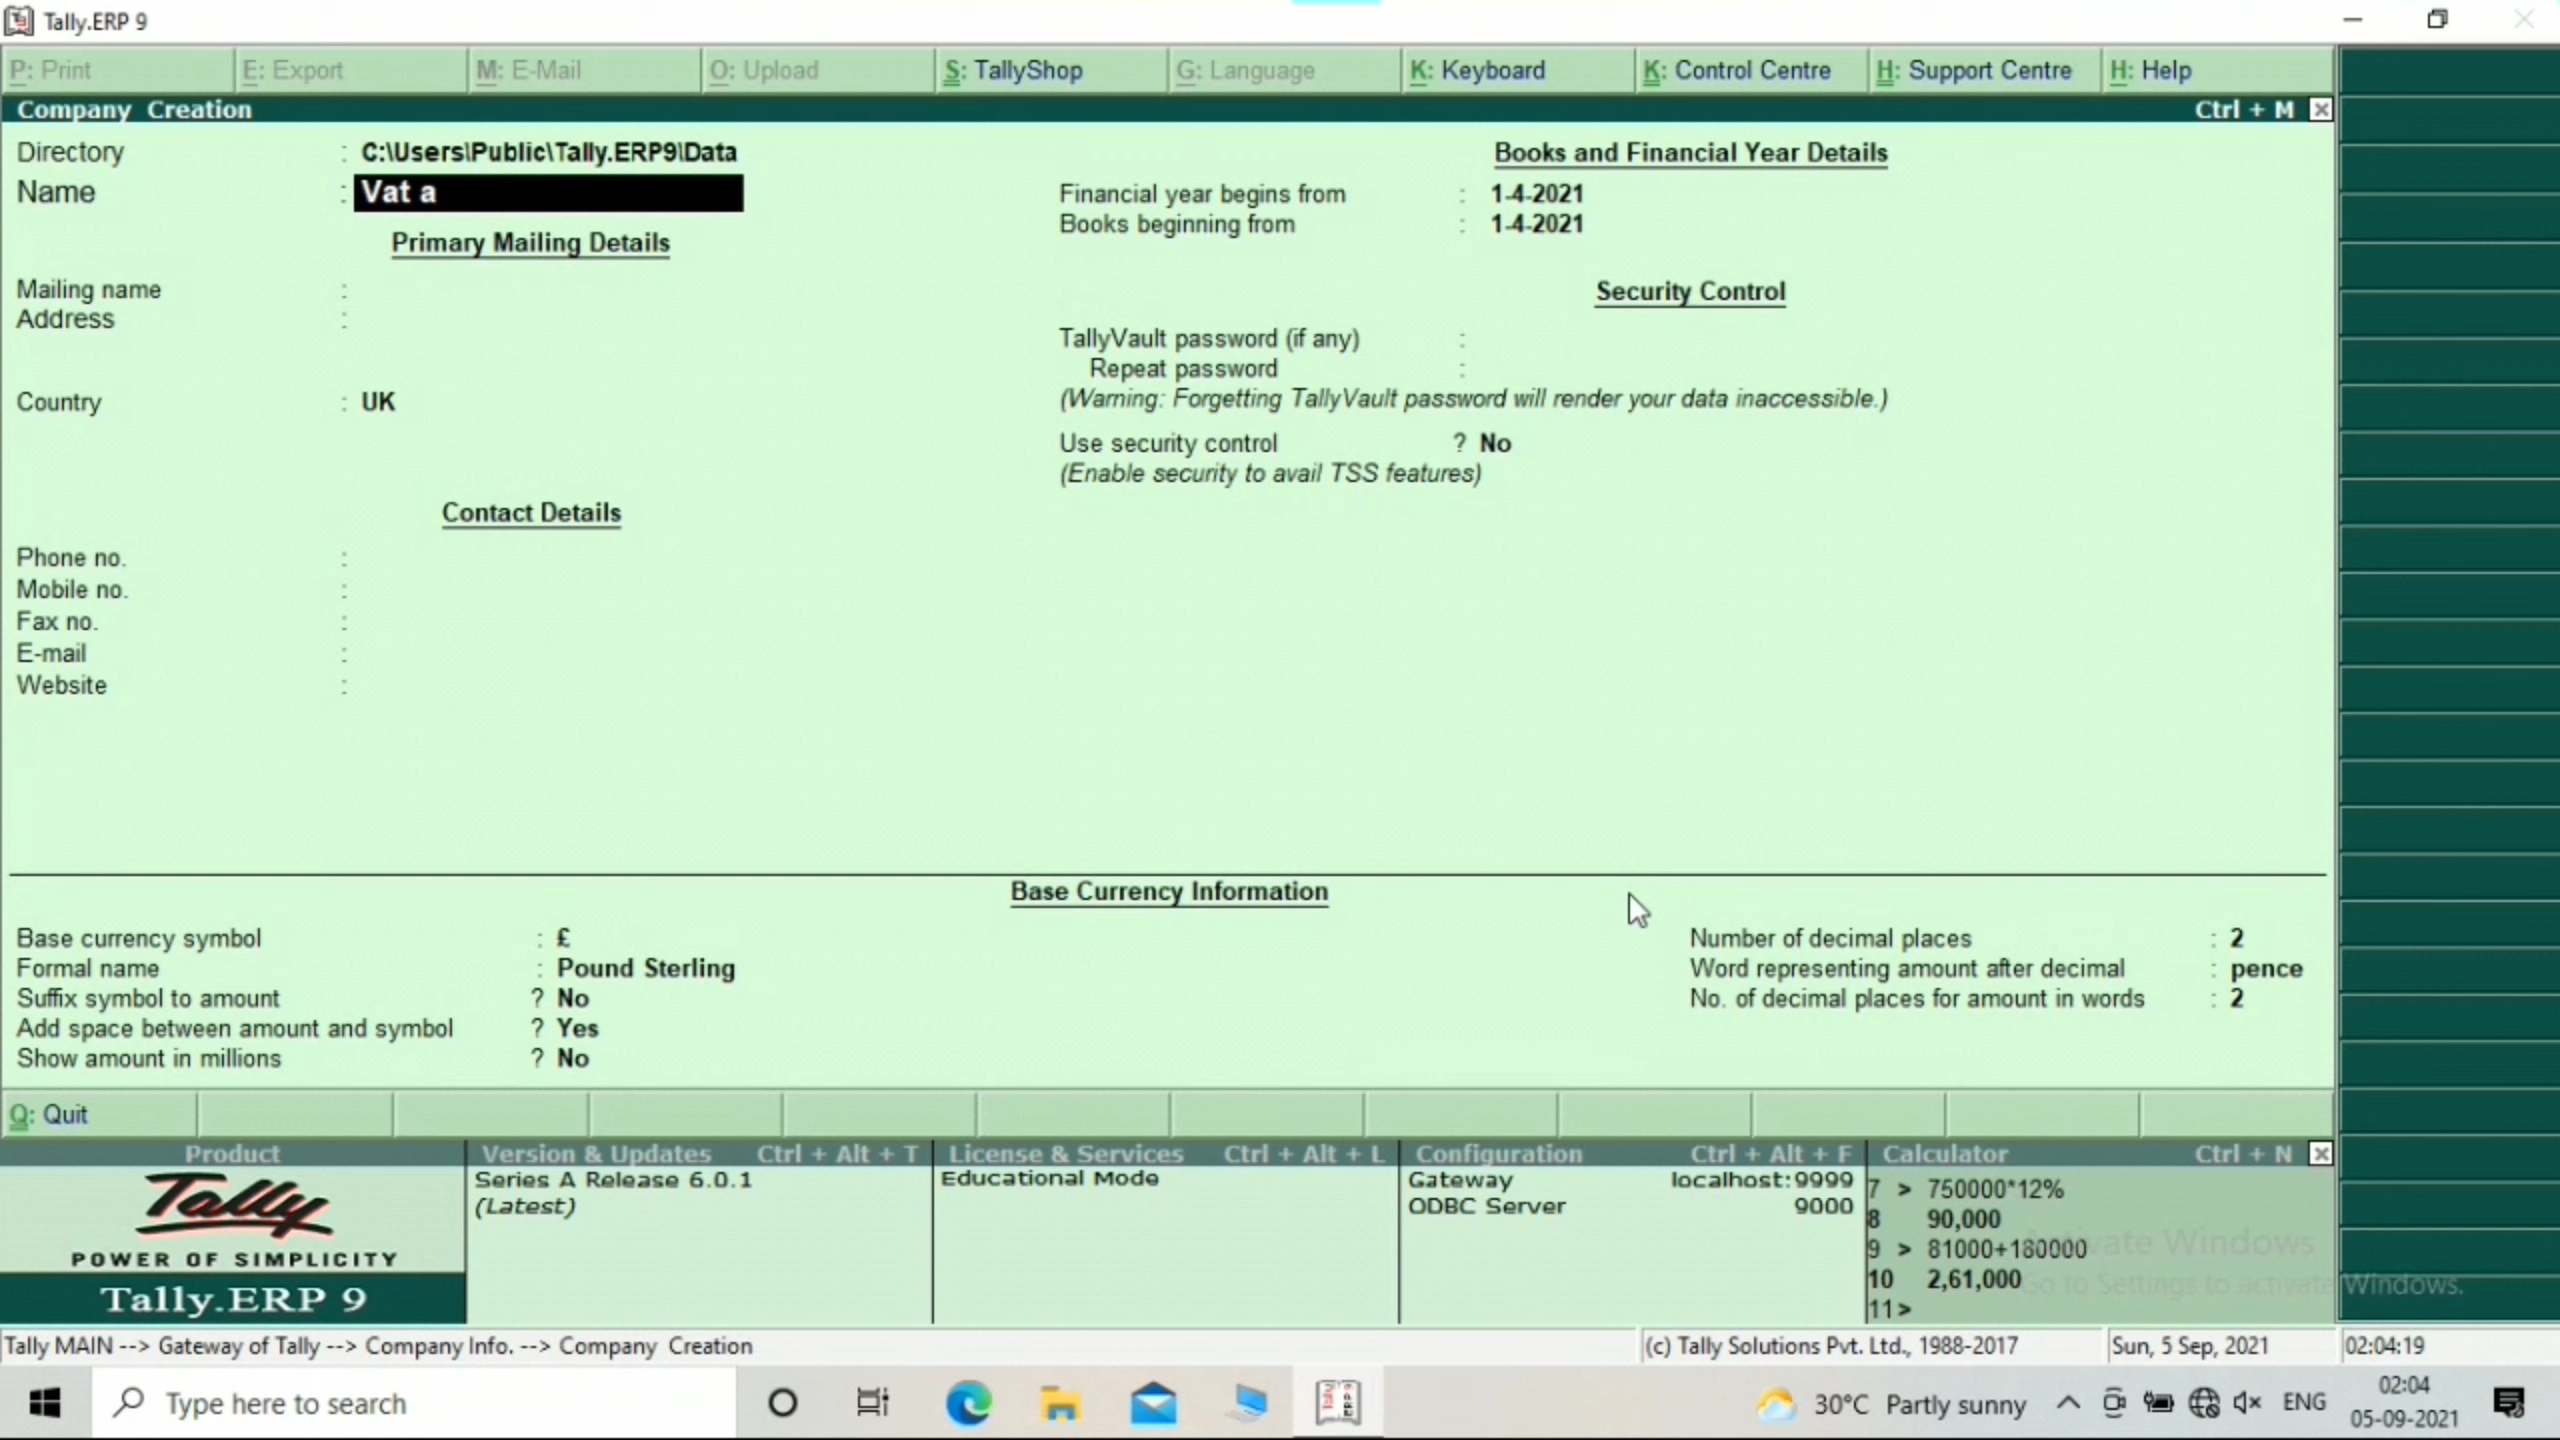 Tally.ERP 9
P: Print E: Export M: E-Mail O: Upload S: TallyShop G: Language K: Keyboard K: Control Centre H: Support Centre H: Help
Company Creation Ctrl + M
Directory : C:\Users\Public\Tally.ERP9\Data
Name : Vat a
Primary Mailing Details
Mailing name :
Address :
Country : UK
Contact Details
Phone no. :
Mobile no. :
Fax no. :
E-mail :
Website :
Books and Financial Year Details
Financial year begins from : 1-4-2021
Books beginning from : 1-4-2021
Security Control
TallyVault password (if any) :
Repeat password :
(Warning: Forgetting TallyVault password will render your data inaccessible.)
Use security control ? No
(Enable security to avail TSS features)
Base Currency Information
Base currency symbol : £
Formal name : Pound Sterling
Suffix symbol to amount ? No
Add space between amount and symbol ? Yes
Show amount in millions ? No
Number of decimal places : 2
Word representing amount after decimal : pence
No. of decimal places for amount in words : 2
Q: Quit
Product
Tally
POWER OF SIMPLICITY
Tally.ERP 9
Version & Updates Ctrl + Alt + T
Series A Release 6.0.1
(Latest)
License & Services Ctrl + Alt + L
Educational Mode
Configuration Ctrl + Alt + F
Gateway localhost:9999
ODBC Server 9000
Calculator Ctrl + N
7 > 750000*12%
8 90,000
9 > 81000+180000
10 2,61,000
11>
Activate Windows
Go to Settings to activate Windows.
Tally MAIN --> Gateway of Tally --> Company Info. --> Company Creation
(c) Tally Solutions Pvt. Ltd., 1988-2017 Sun, 5 Sep, 2021 02:04:19
Type here to search
30°C Partly sunny ENG
02:04
05-09-2021